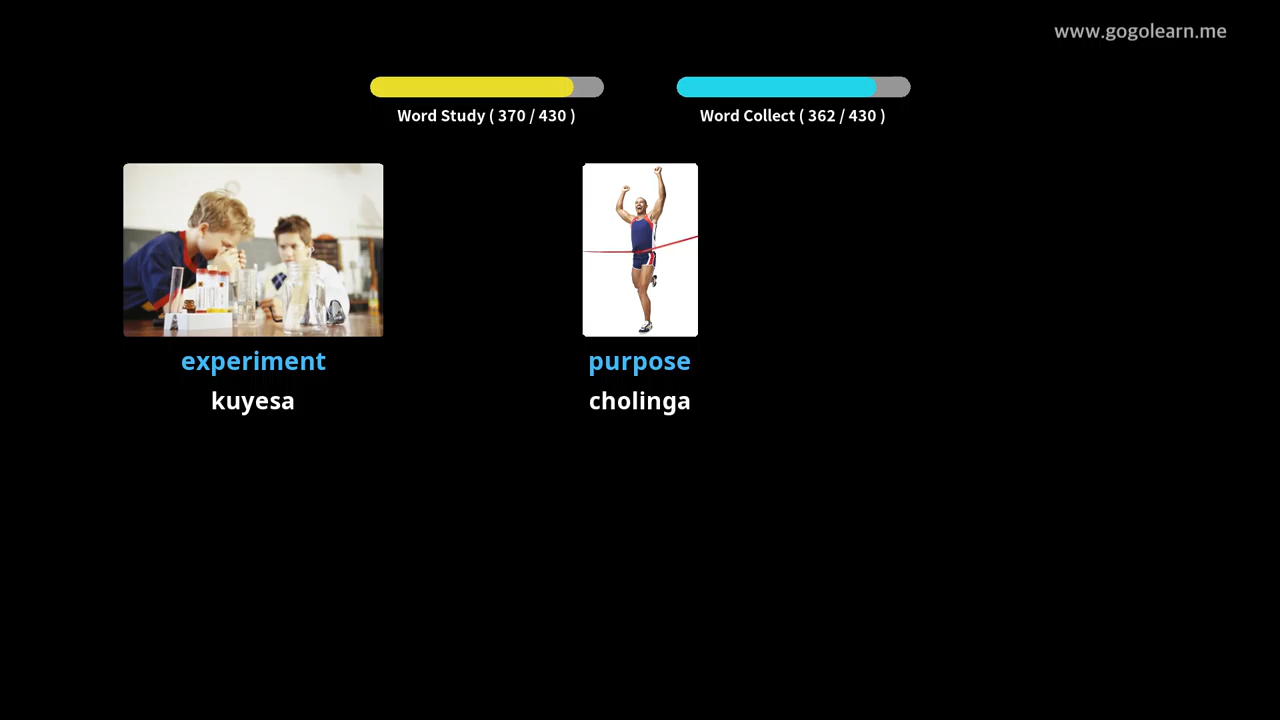 www.gogolearn.me
Word Study ( 370 / 430 )
Word Collect ( 362 / 430 )
experiment
kuyesa
purpose
cholinga